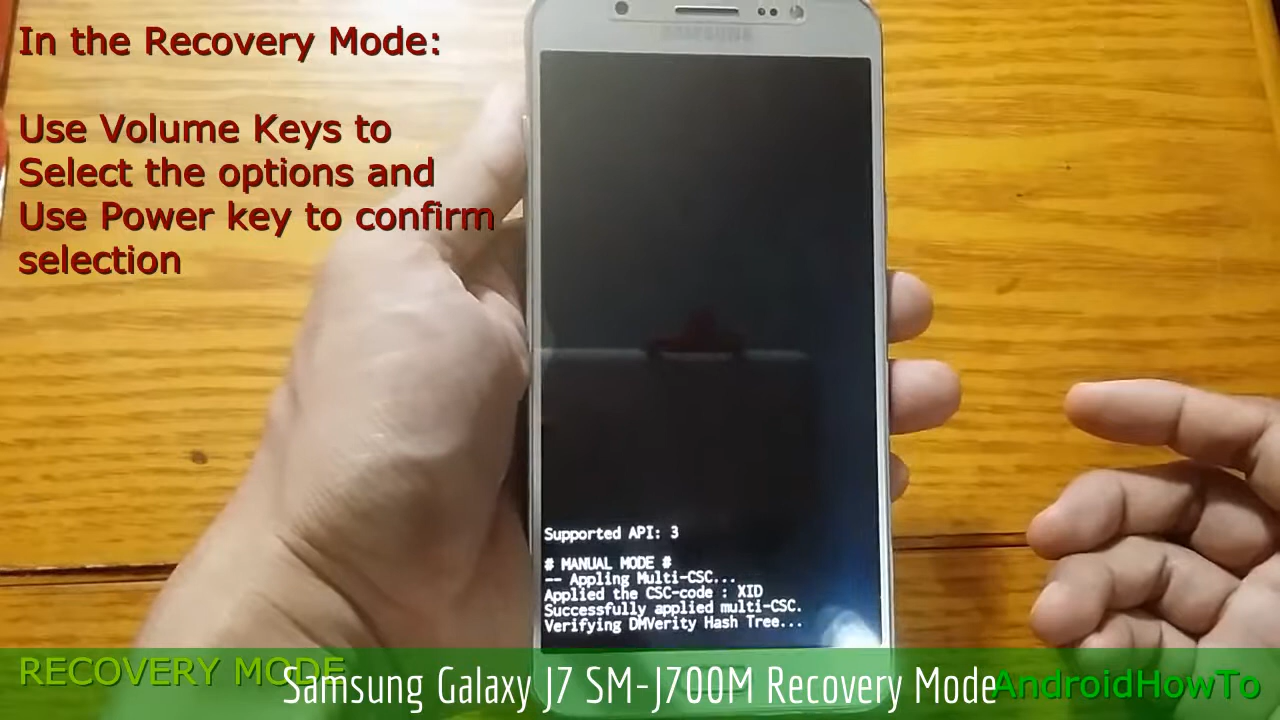 In the Recovery Mode:
Use Volume Keys to
Select the options and
Use Power key to confirm
selection
SAMSUNG
Supported API: 3
# MANUAL MODE #
-- Appling Multi-CSC...
Applied the CSC-code : XID
Successfully applied multi-CSC.
Verifying DMVerity Hash Tree...
RECOVERY MODE
Samsung Galaxy J7 SM-J700M Recovery Mode
AndroidHowTo